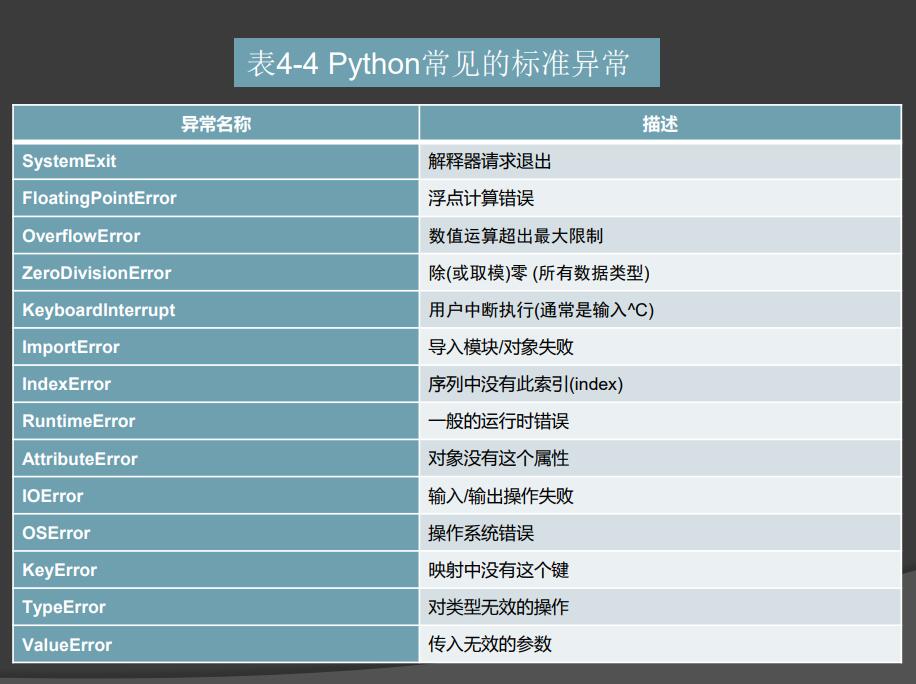 表4-4 Python常见的标准异常
异常名称 描述
SystemExit 解释器请求退出
FloatingPointError 浮点计算错误
OverflowError 数值运算超出最大限制
ZeroDivisionError 除(或取模)零 (所有数据类型)
KeyboardInterrupt 用户中断执行(通常是输入^C)
ImportError 导入模块/对象失败
IndexError 序列中没有此索引(index)
RuntimeError 一般的运行时错误
AttributeError 对象没有这个属性
IOError 输入/输出操作失败
OSError 操作系统错误
KeyError 映射中没有这个键
TypeError 对类型无效的操作
ValueError 传入无效的参数